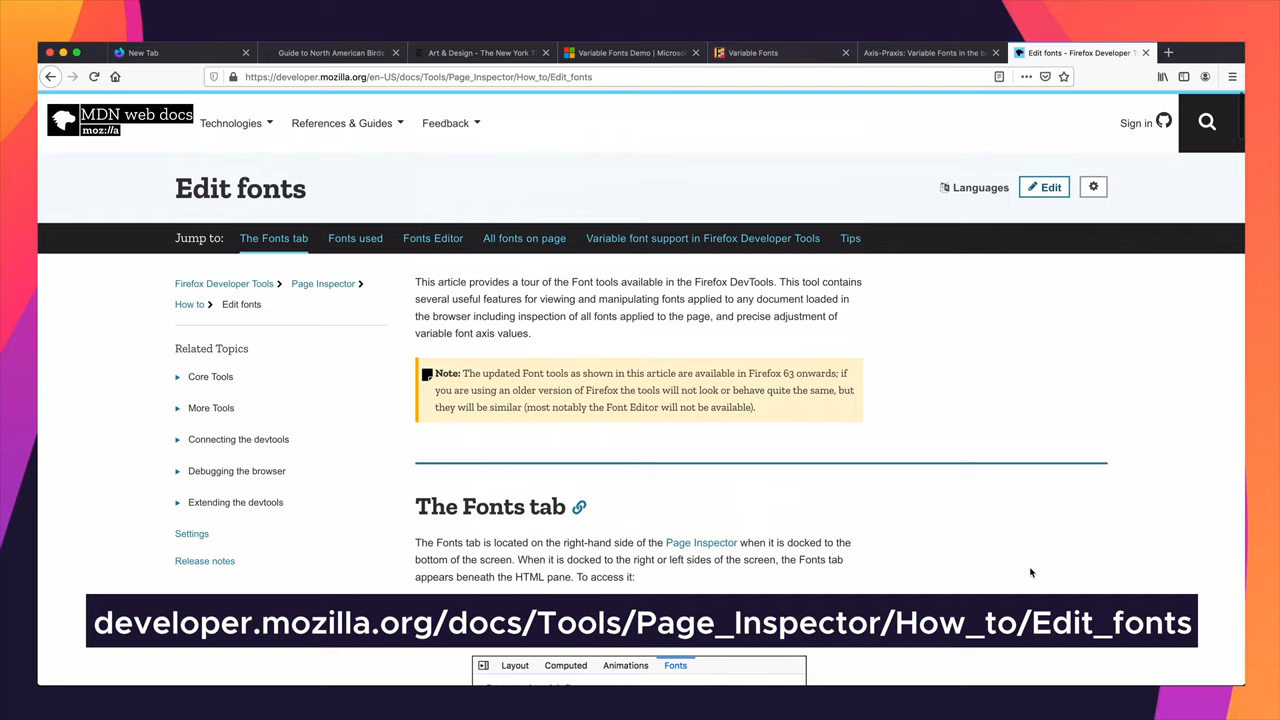 New Tab
Guide to North American Birds
Art & Design - The New York T
Variable Fonts Demo | Microsof
Variable Fonts
Axis-Praxis: Variable Fonts in the b
Edit fonts - Firefox Developer T
https://developer.mozilla.org/en-US/docs/Tools/Page_Inspector/How_to/Edit_fonts
MDN web docs
moz://a
Technologies
References & Guides
Feedback
Sign in
Edit fonts
Languages
Edit
Jump to:
The Fonts tab
Fonts used
Fonts Editor
All fonts on page
Variable font support in Firefox Developer Tools
Tips
Firefox Developer Tools
Page Inspector
How to
Edit fonts
Related Topics
Core Tools
More Tools
Connecting the devtools
Debugging the browser
Extending the devtools
Settings
Release notes
This article provides a tour of the Font tools available in the Firefox DevTools. This tool contains
several useful features for viewing and manipulating fonts applied to any document loaded in
the browser including inspection of all fonts applied to the page, and precise adjustment of
variable font axis values.
Note: The updated Font tools as shown in this article are available in Firefox 63 onwards; if
you are using an older version of Firefox the tools will not look or behave quite the same, but
they will be similar (most notably the Font Editor will not be available).
The Fonts tab
The Fonts tab is located on the right-hand side of the Page Inspector when it is docked to the
bottom of the screen. When it is docked to the right or left sides of the screen, the Fonts tab
appears beneath the HTML pane. To access it:
developer.mozilla.org/docs/Tools/Page_Inspector/How_to/Edit_fonts
Layout
Computed
Animations
Fonts